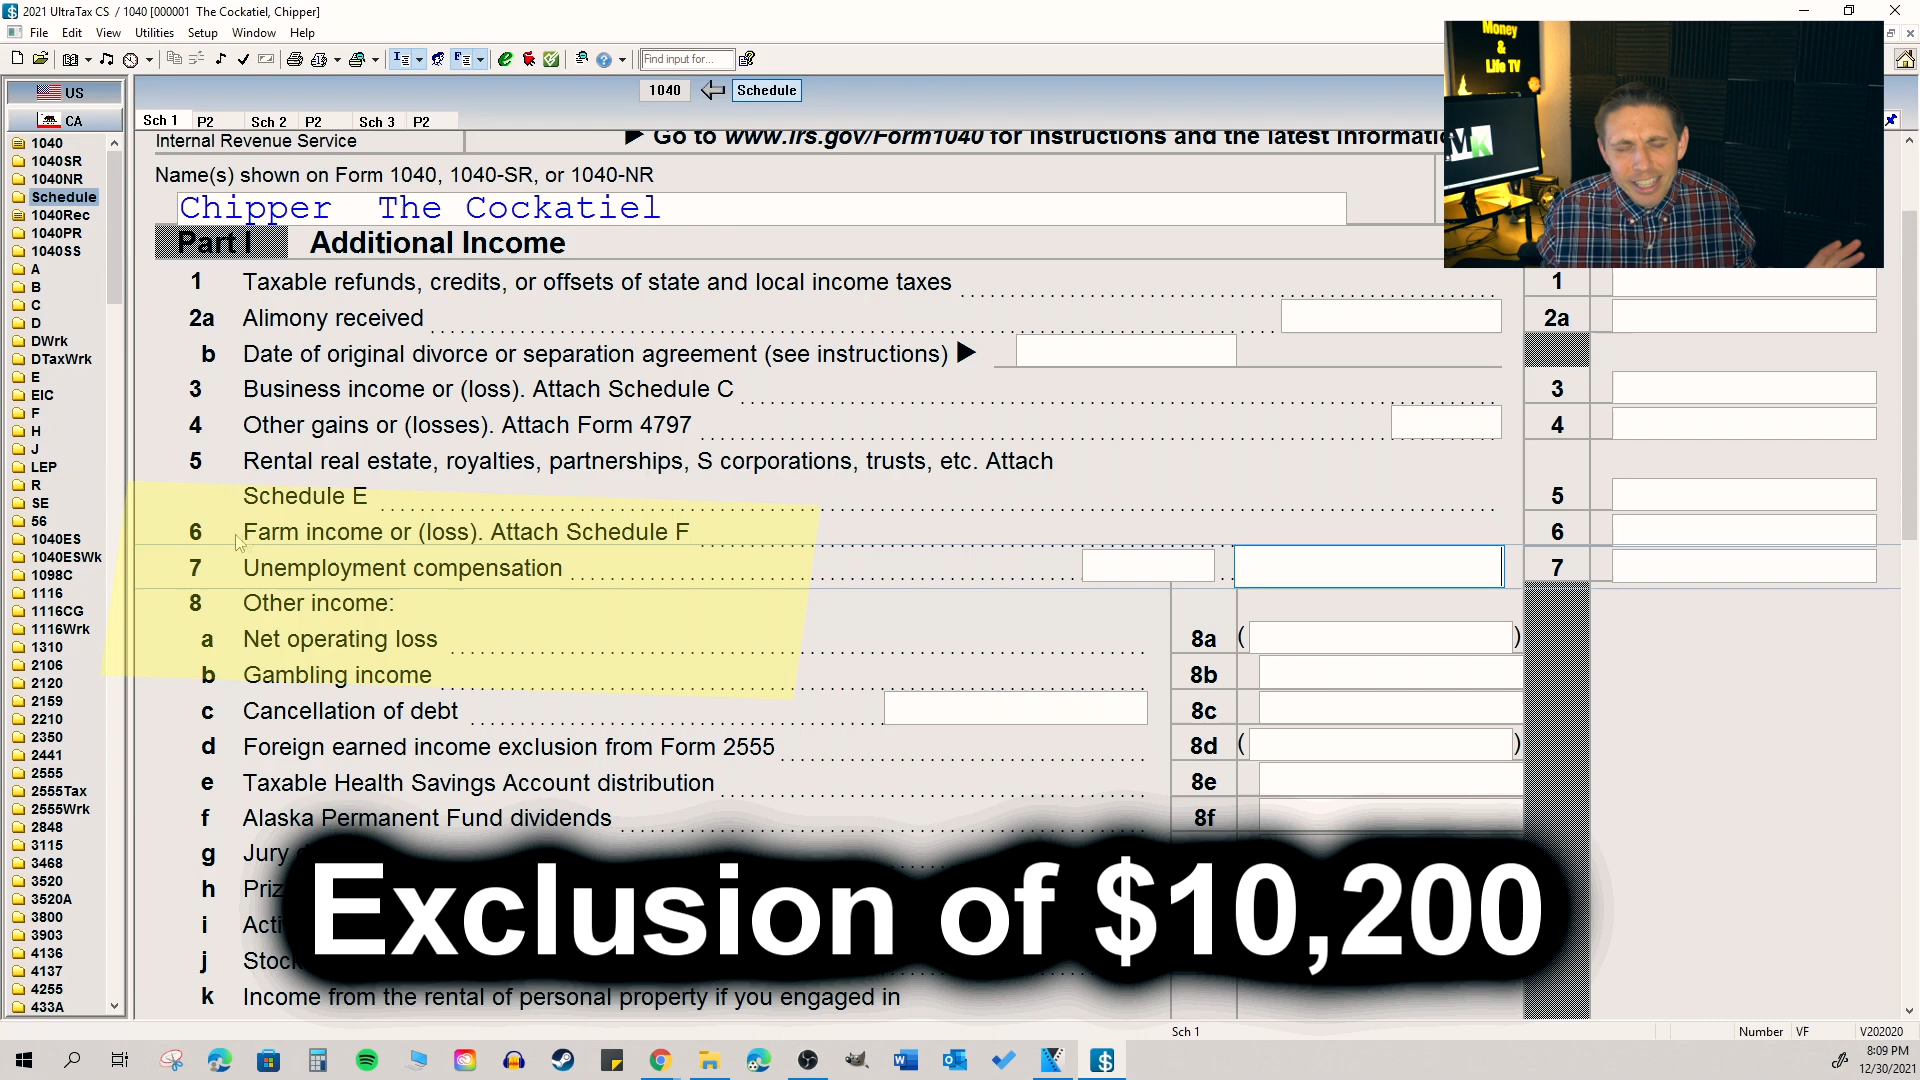 2021 UltraTax CS / 1040 [000001 The Cockatiel, Chipper]
File Edit View Utilities Setup Window Help
Find input for...
US
CA
1040
1040SR
1040NR
Schedule
1040Rec
1040PR
1040SS
A
B
C
D
DWrk
DTaxWrk
E
EIC
F
H
J
LEP
R
SE
56
1040ES
1040ESWk
1098C
1116
1116CG
1116Wrk
1310
2106
2120
2159
2210
2350
2441
2555
2555Tax
2555Wrk
2848
3115
3468
3520
3520A
3800
3903
4136
4137
4255
433A
1040 Schedule
Sch 1 P2 Sch 2 P2 Sch 3 P2
Internal Revenue Service
▶ Go to www.irs.gov/Form1040 for instructions and the latest informati
Name(s) shown on Form 1040, 1040-SR, or 1040-NR
Chipper The Cockatiel
Part I Additional Income
1 Taxable refunds, credits, or offsets of state and local income taxes 1
2a Alimony received 2a
b Date of original divorce or separation agreement (see instructions) ▶
3 Business income or (loss). Attach Schedule C 3
4 Other gains or (losses). Attach Form 4797 4
5 Rental real estate, royalties, partnerships, S corporations, trusts, etc. Attach
Schedule E 5
6 Farm income or (loss). Attach Schedule F 6
7 Unemployment compensation 7
8 Other income:
a Net operating loss 8a ( )
b Gambling income 8b
c Cancellation of debt 8c
d Foreign earned income exclusion from Form 2555 8d ( )
e Taxable Health Savings Account distribution 8e
f Alaska Permanent Fund dividends 8f
g Jury
h
i
j
k Income from the rental of personal property if you engaged in
Money
&
Life TV
Mk
Exclusion of $10,200
Sch 1 Number VF V202020
8:09 PM
12/30/2021